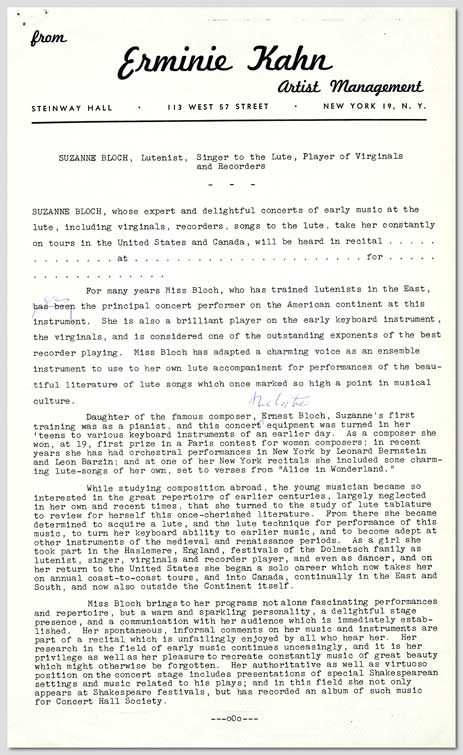 from
Erminie Kahn
Artist Management
STEINWAY HALL · 113 WEST 57 STREET · NEW YORK 19, N. Y.
SUZANNE BLOCH, Lutenist, Singer to the Lute, Player of Virginals
and Recorders
- - -
SUZANNE BLOCH, whose expert and delightful concerts of early music at the
lute, including virginals, recorders, songs to the lute, take her constantly
on tours in the United States and Canada, will be heard in recital . . . . .
. . . . . . . . at . . . . . . . . . . . . . . . . . . . . . . . for . . . . .
. . . . . . . . . . . . .
For many years Miss Bloch, who has trained lutenists in the East,
is
has been the principal concert performer on the American continent at this
instrument. She is also a brilliant player on the early keyboard instrument,
the virginals, and is considered one of the outstanding exponents of the best
recorder playing. Miss Bloch has adapted a charming voice as an ensemble
instrument to use to her own lute accompaniment for performances of the beau-
tiful literature of lute songs which once marked so high a point in musical
culture.
the late
Daughter of the famous composer, Ernest Bloch, Suzanne's first
training was as a pianist, and this concert equipment was turned in her
'teens to various keyboard instruments of an earlier day. As a composer she
won, at 19, first prize in a Paris contest for women composers; in recent
years she has had orchestral performances in New York by Leonard Bernstein
and Leon Barzin; and at one of her New York recitals she included some charm-
ing lute-songs of her own, set to verses from "Alice in Wonderland."
While studying composition abroad, the young musician became so
interested in the great repertoire of earlier centuries, largely neglected
in her own and recent times, that she turned to the study of lute tablature
to review for herself this once-cherished literature. From there she became
determined to acquire a lute, and the lute technique for performance of this
music, to turn her keyboard ability to earlier music, and to become adept at
other instruments of the medieval and renaissance periods. As a girl she
took part in the Haslemere, England, festivals of the Dolmetsch family as
lutenist, singer, virginals and recorder player, and even as dancer, and on
her return to the United States she began a solo career which now takes her
on annual coast-to-coast tours, and into Canada, continually in the East and
South, and now also outside the Continent itself.
Miss Bloch brings to her programs not alone fascinating performances
and repertoire, but a warm and sparkling personality, a delightful stage
presence, and a communication with her audience which is immediately estab-
lished. Her spontaneous, informal comments on her music and instruments are
part of a recital which is unfailingly enjoyed by all who hear her. Her
research in the field of early music continues unceasingly, and it is her
privilege as well as her pleasure to recreate constantly music of great beauty
which might otherwise be forgotten. Her authoritative as well as virtuoso
position on the concert stage includes presentations of special Shakespearean
settings and music related to his plays; and in this field she not only
appears at Shakespeare festivals, but has recorded an album of such music
for Concert Hall Society.
---oOo---